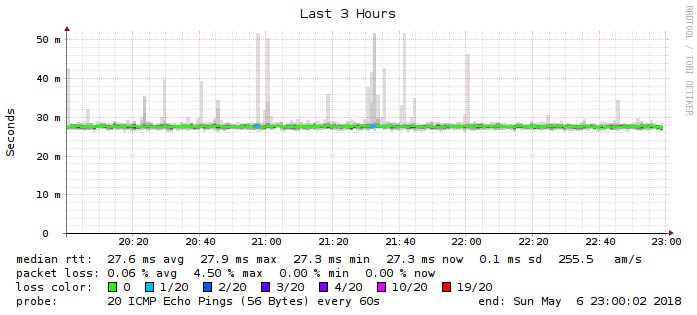 Last 3 Hours
RRDTOOL / TOBI OETIKER
Seconds
50 m
40 m
30 m
20 m
10 m
0
20:20 20:40 21:00 21:20 21:40 22:00 22:20 22:40 23:00
median rtt: 27.6 ms avg 27.9 ms max 27.3 ms min 27.3 ms now 0.1 ms sd 255.5 am/s
packet loss: 0.06 % avg 4.50 % max 0.00 % min 0.00 % now
loss color: 0 1/20 2/20 3/20 4/20 10/20 19/20
probe: 20 ICMP Echo Pings (56 Bytes) every 60s end: Sun May 6 23:00:02 2018